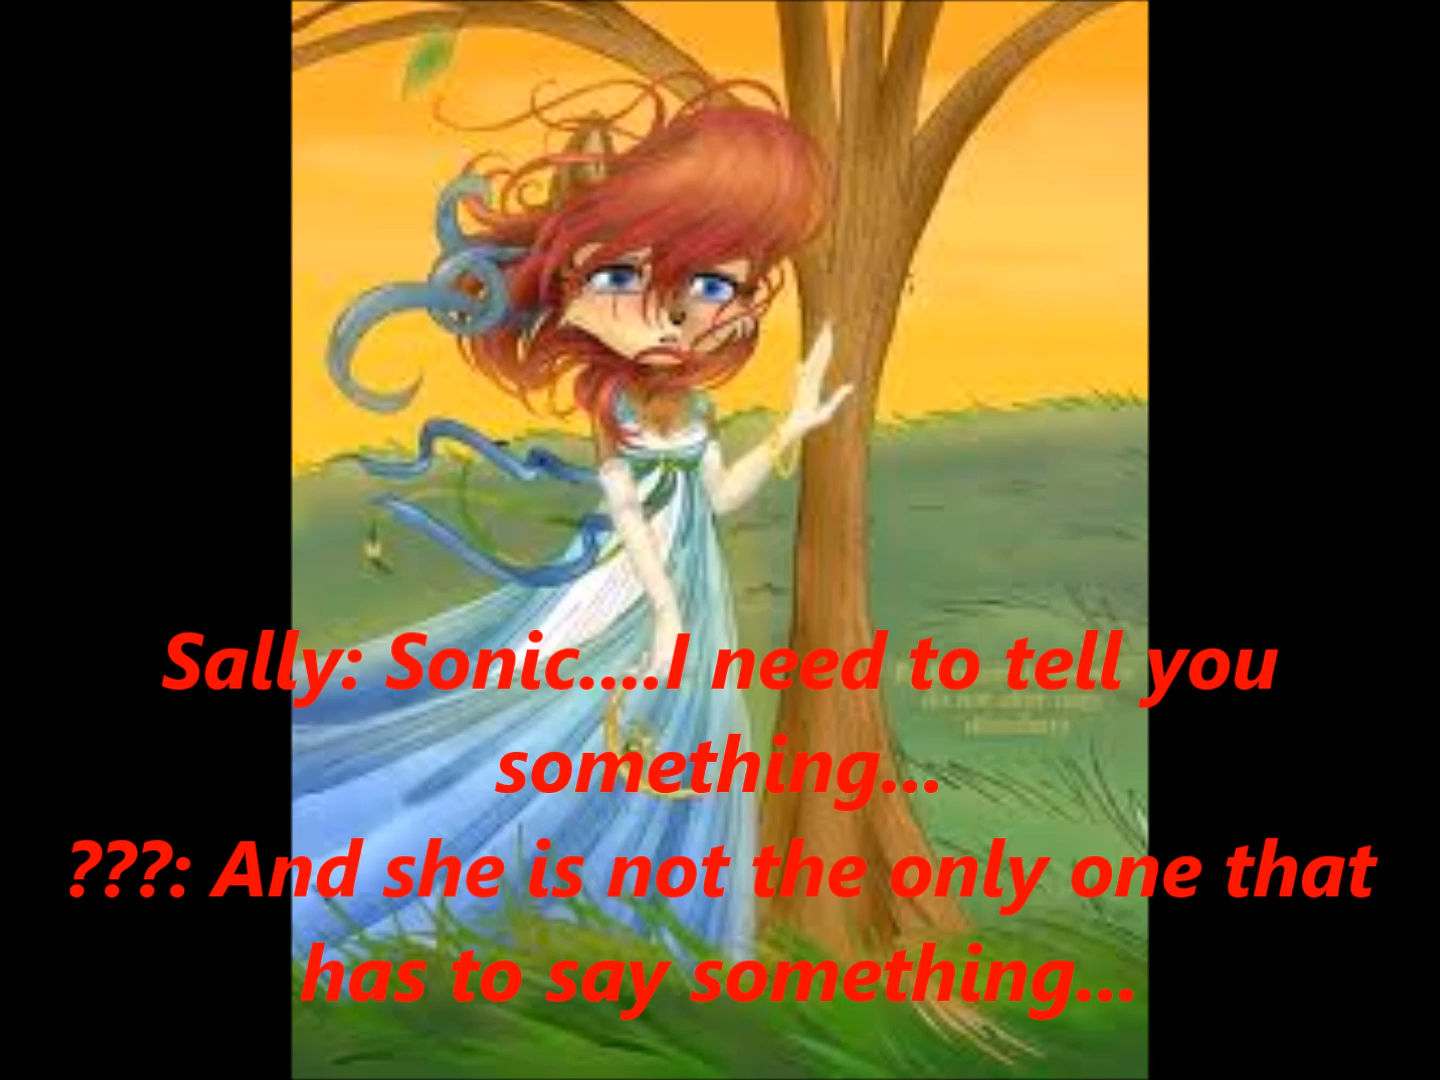 Sally: Sonic....I need to tell you
something...
???: And she is not the only one that
has to say something...